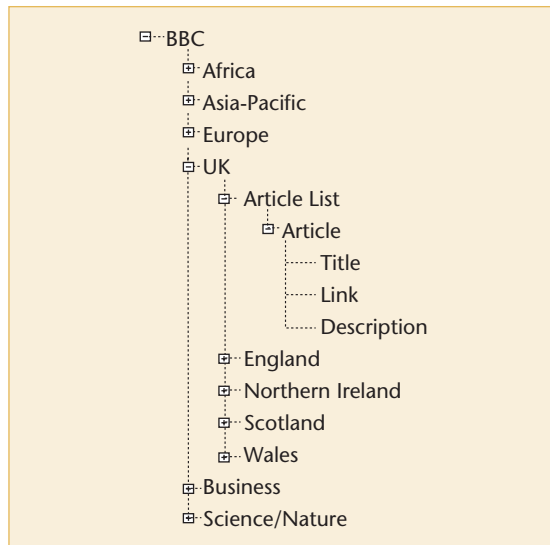 BBC
Africa
Asia-Pacific
Europe
UK
Article List
Article
Title
Link
Description
England
Northern Ireland
Scotland
Wales
Business
Science/Nature